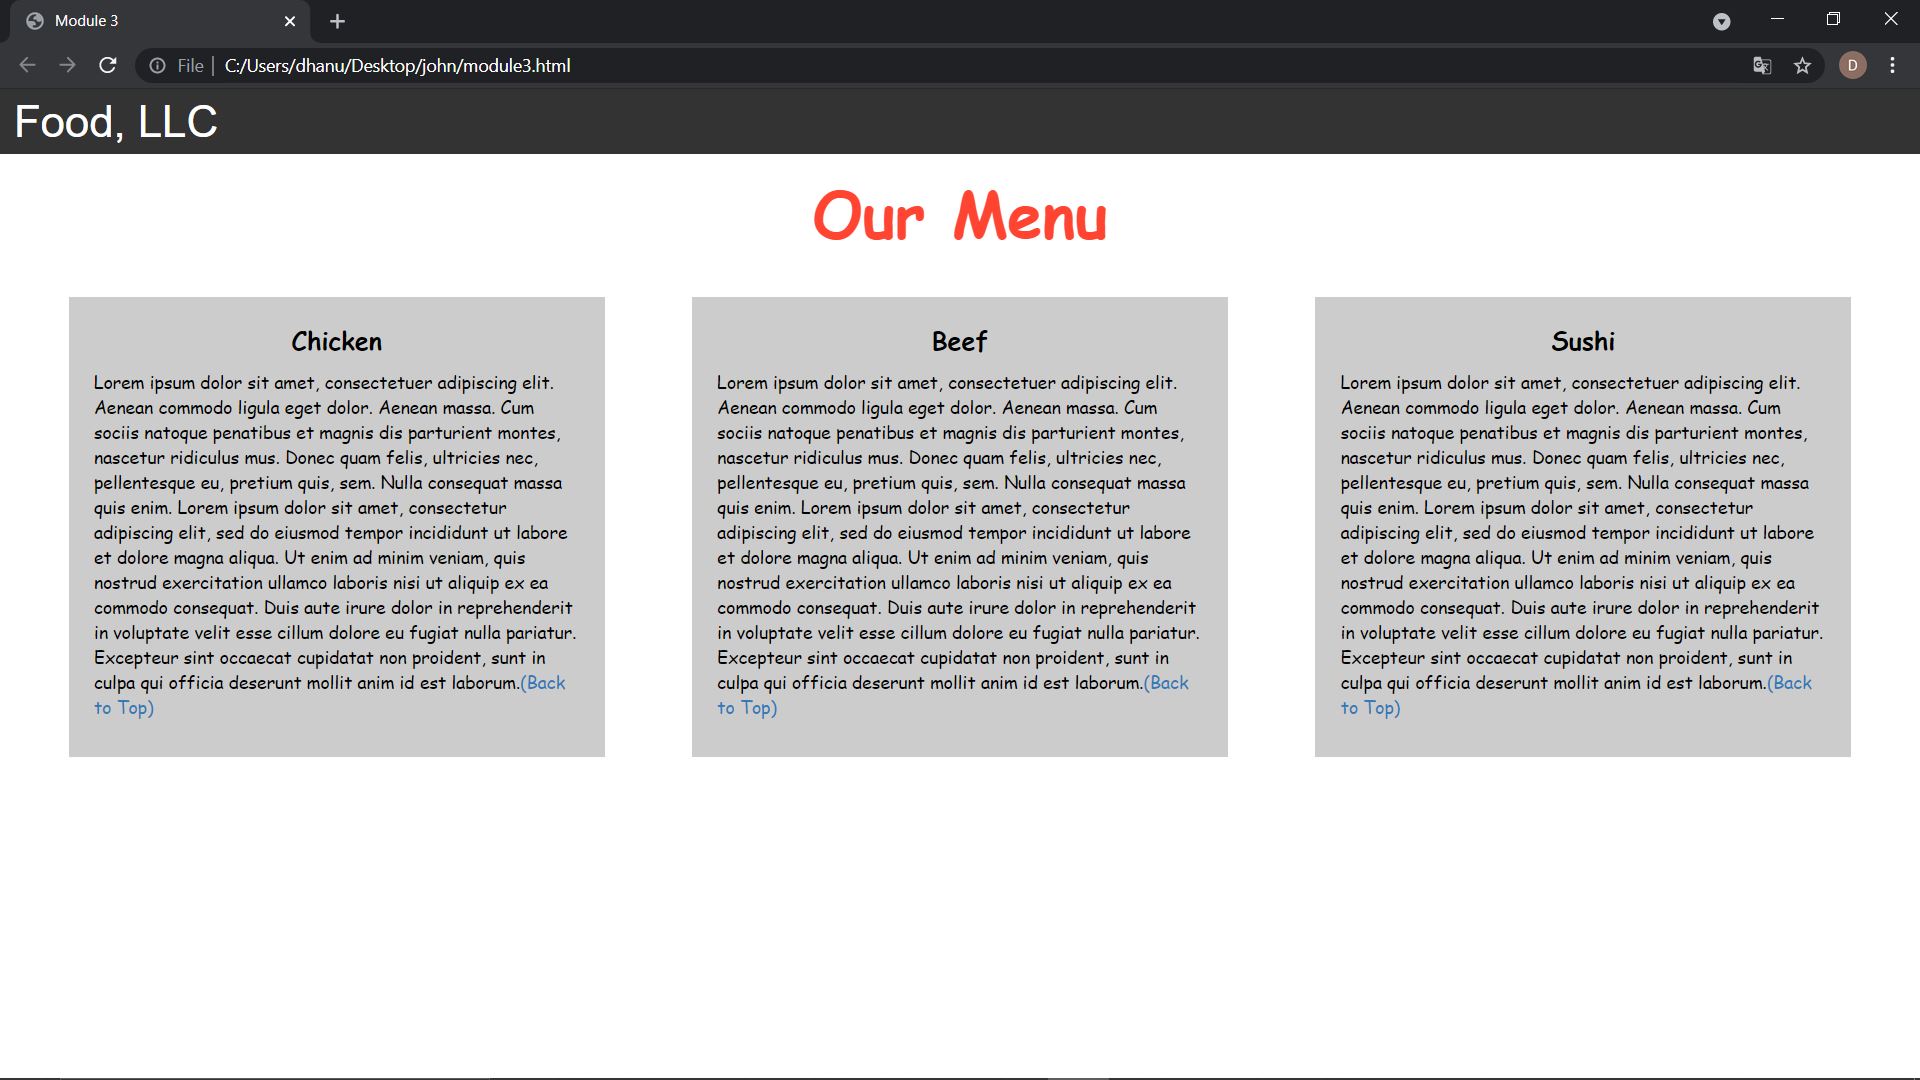 Module 3
File
C:/Users/dhanu/Desktop/john/module3.html
D
Food, LLC
Our Menu
Chicken
Lorem ipsum dolor sit amet, consectetuer adipiscing elit.
Aenean commodo ligula eget dolor. Aenean massa. Cum
sociis natoque penatibus et magnis dis parturient montes,
nascetur ridiculus mus. Donec quam felis, ultricies nec,
pellentesque eu, pretium quis, sem. Nulla consequat massa
quis enim. Lorem ipsum dolor sit amet, consectetur
adipiscing elit, sed do eiusmod tempor incididunt ut labore
et dolore magna aliqua. Ut enim ad minim veniam, quis
nostrud exercitation ullamco laboris nisi ut aliquip ex ea
commodo consequat. Duis aute irure dolor in reprehenderit
in voluptate velit esse cillum dolore eu fugiat nulla pariatur.
Excepteur sint occaecat cupidatat non proident, sunt in
culpa qui officia deserunt mollit anim id est laborum.(Back
to Top)
Beef
Lorem ipsum dolor sit amet, consectetuer adipiscing elit.
Aenean commodo ligula eget dolor. Aenean massa. Cum
sociis natoque penatibus et magnis dis parturient montes,
nascetur ridiculus mus. Donec quam felis, ultricies nec,
pellentesque eu, pretium quis, sem. Nulla consequat massa
quis enim. Lorem ipsum dolor sit amet, consectetur
adipiscing elit, sed do eiusmod tempor incididunt ut labore
et dolore magna aliqua. Ut enim ad minim veniam, quis
nostrud exercitation ullamco laboris nisi ut aliquip ex ea
commodo consequat. Duis aute irure dolor in reprehenderit
in voluptate velit esse cillum dolore eu fugiat nulla pariatur.
Excepteur sint occaecat cupidatat non proident, sunt in
culpa qui officia deserunt mollit anim id est laborum.(Back
to Top)
Sushi
Lorem ipsum dolor sit amet, consectetuer adipiscing elit.
Aenean commodo ligula eget dolor. Aenean massa. Cum
sociis natoque penatibus et magnis dis parturient montes,
nascetur ridiculus mus. Donec quam felis, ultricies nec,
pellentesque eu, pretium quis, sem. Nulla consequat massa
quis enim. Lorem ipsum dolor sit amet, consectetur
adipiscing elit, sed do eiusmod tempor incididunt ut labore
et dolore magna aliqua. Ut enim ad minim veniam, quis
nostrud exercitation ullamco laboris nisi ut aliquip ex ea
commodo consequat. Duis aute irure dolor in reprehenderit
in voluptate velit esse cillum dolore eu fugiat nulla pariatur.
Excepteur sint occaecat cupidatat non proident, sunt in
culpa qui officia deserunt mollit anim id est laborum.(Back
to Top)